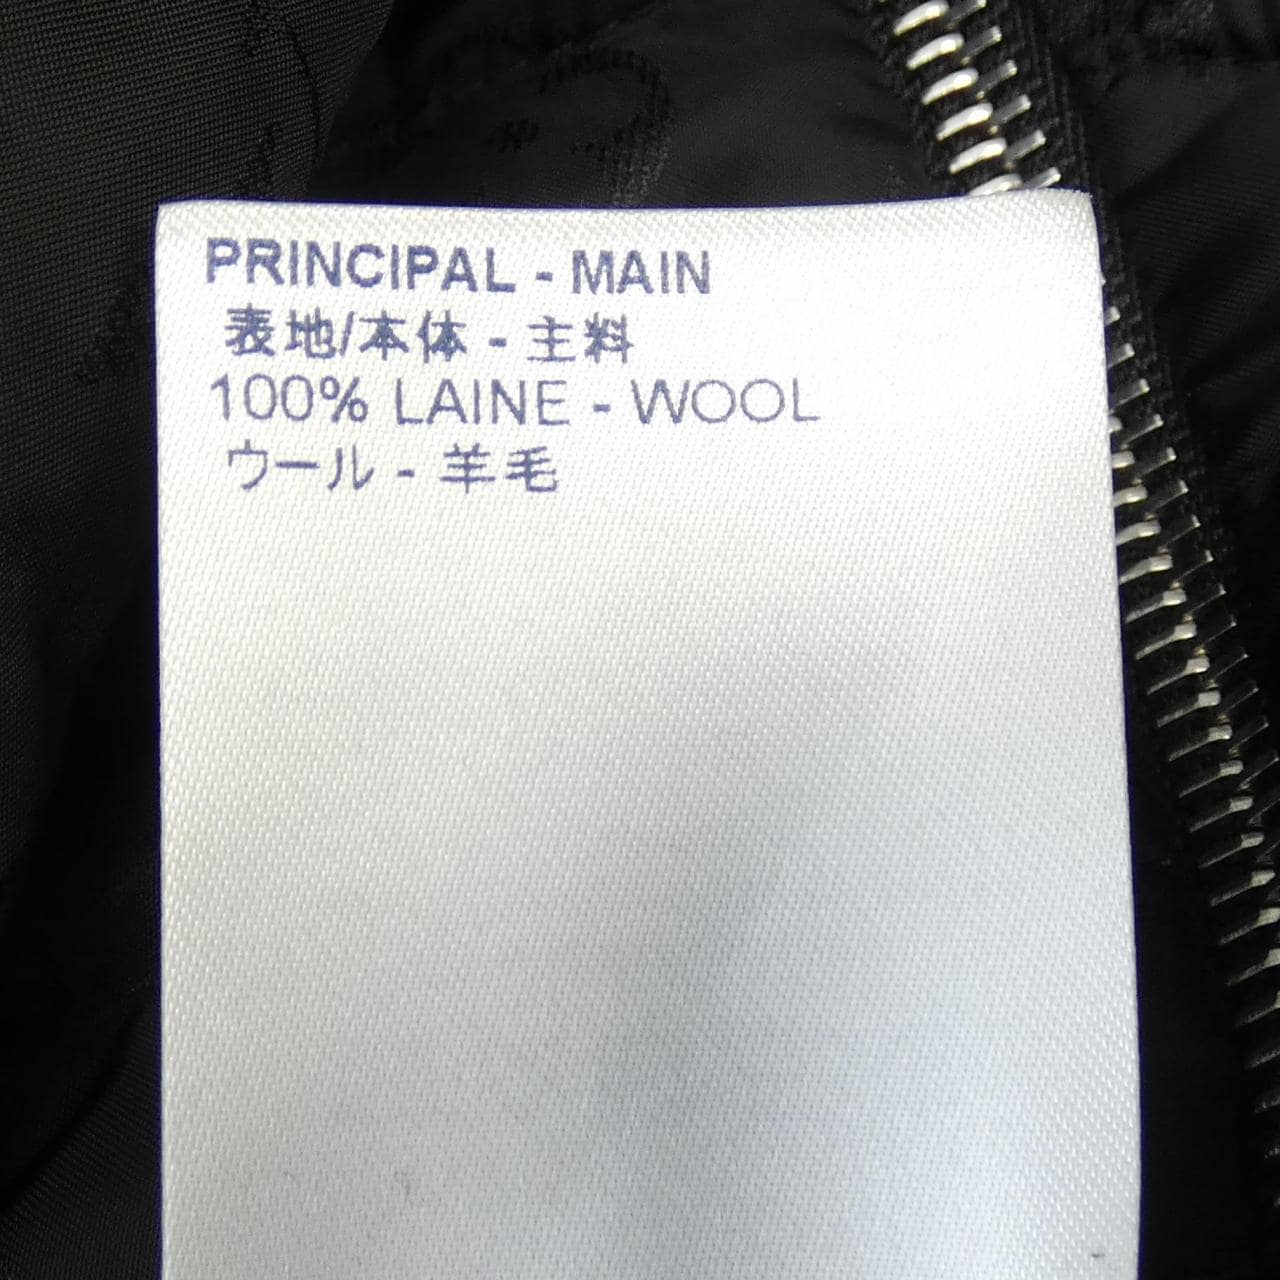 PRINCIPAL - MAIN
表地/本体 - 主料
100% LAINE - WOOL
ウール - 羊毛